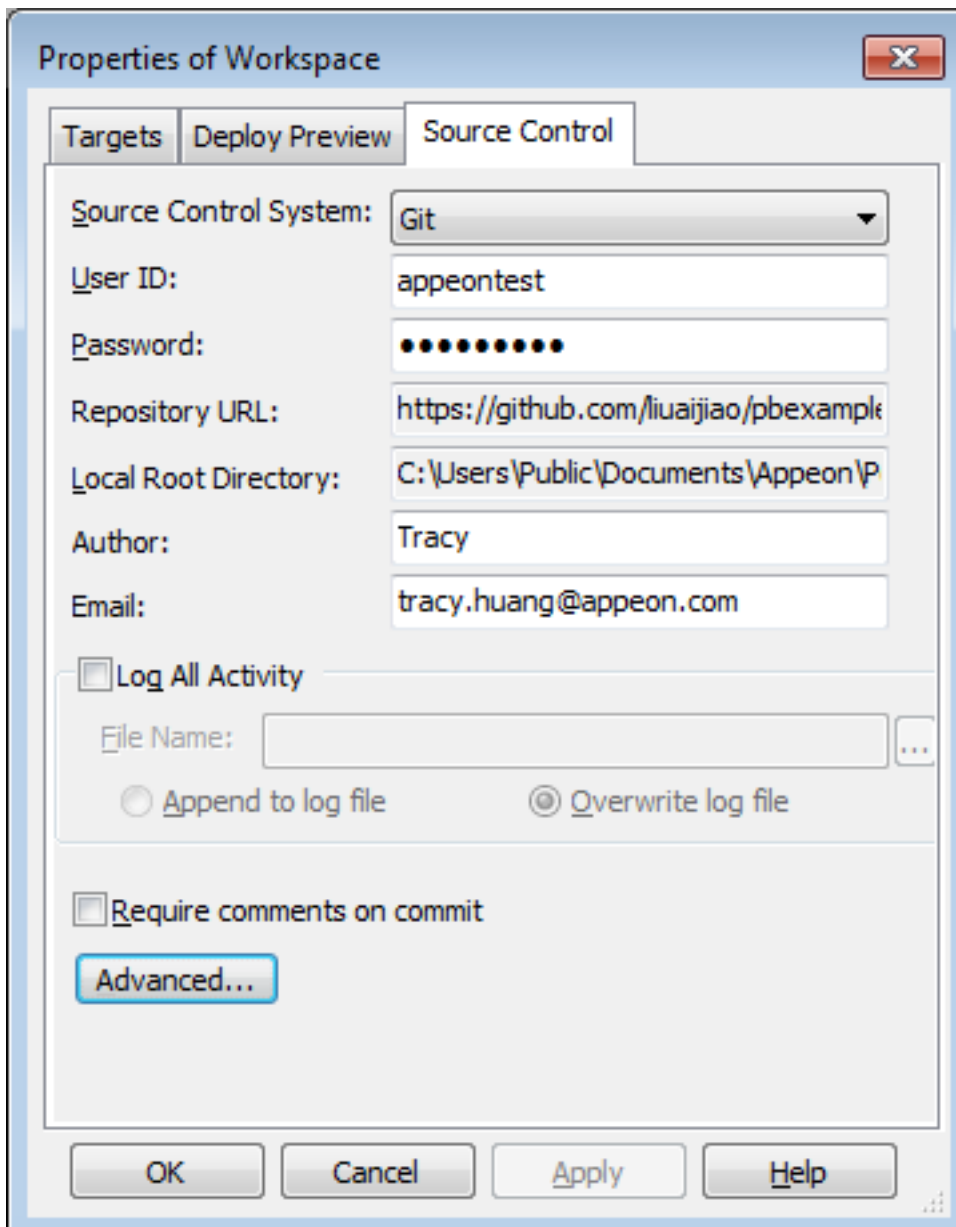 Properties of Workspace
Targets Deploy Preview Source Control
Source Control System: Git
User ID: appeontest
Password: •••••••••
Repository URL: https://github.com/liuaijiao/pbexample
Local Root Directory: C:\Users\Public\Documents\Appeon\P
Author: Tracy
Email: tracy.huang@appeon.com
Log All Activity
File Name: ...
Append to log file Overwrite log file
Require comments on commit
Advanced...
OK Cancel Apply Help